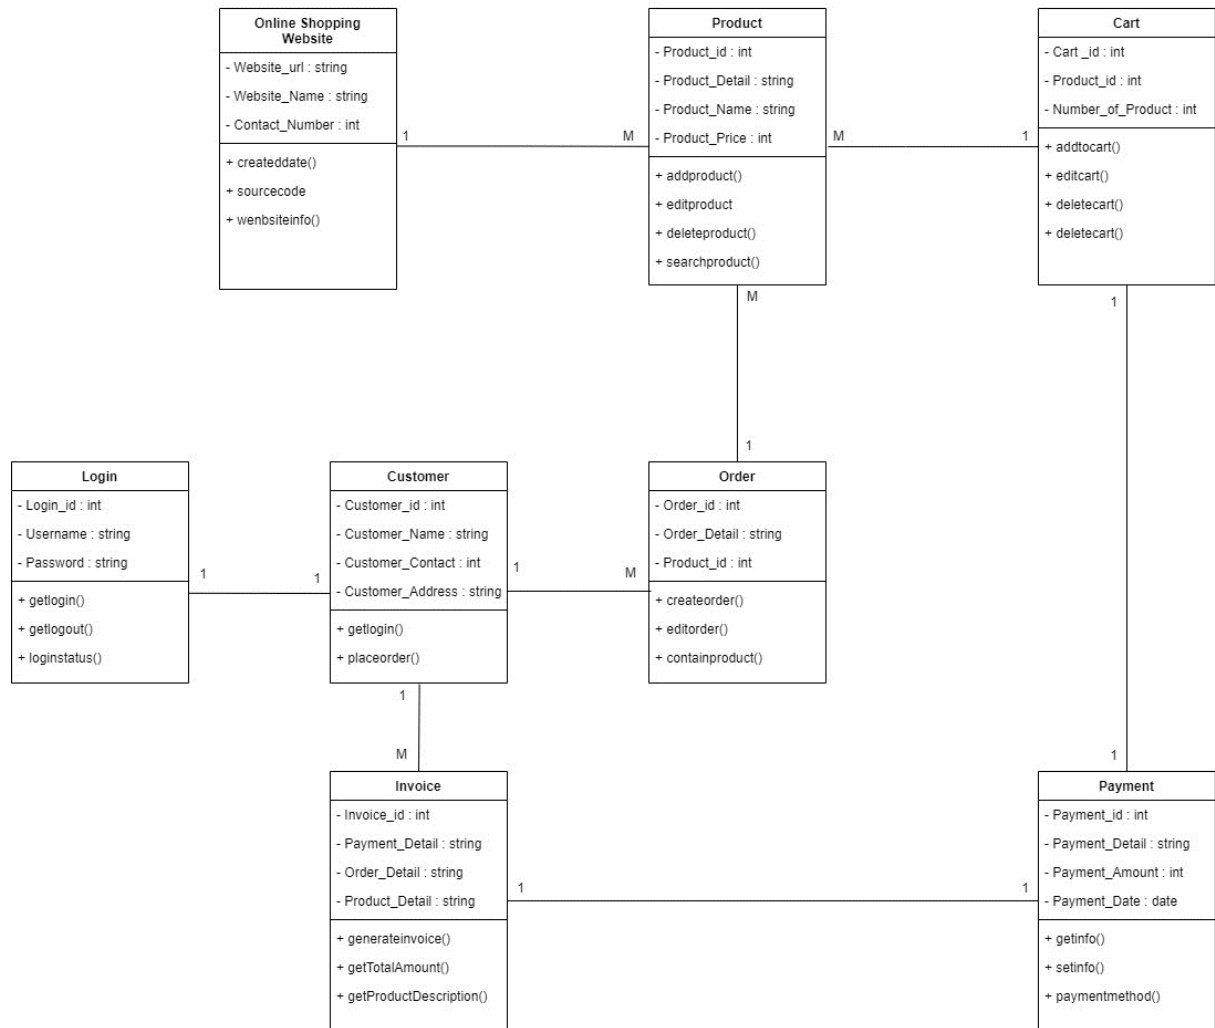 Online Shopping
Website
- Website_url : string
- Website_Name : string
- Contact_Number : int
+ createddate()
+ sourcecode
+ wenbsiteinfo()
1
M
Product
- Product_id : int
- Product_Detail : string
- Product_Name : string
- Product_Price : int
+ addproduct()
+ editproduct
+ deleteproduct()
+ searchproduct()
M
1
Cart
- Cart _id : int
- Product_id : int
- Number_of_Product : int
+ addtocart()
+ editcart()
+ deletecart()
+ deletecart()
M
1
1
1
Login
- Login_id : int
- Username : string
- Password : string
+ getlogin()
+ getlogout()
+ loginstatus()
1
1
Customer
- Customer_id : int
- Customer_Name : string
- Customer_Contact : int
- Customer_Address : string
+ getlogin()
+ placeorder()
1
M
Order
- Order_id : int
- Order_Detail : string
- Product_id : int
+ createorder()
+ editorder()
+ containproduct()
1
M
Invoice
- Invoice_id : int
- Payment_Detail : string
- Order_Detail : string
- Product_Detail : string
+ generateinvoice()
+ getTotalAmount()
+ getProductDescription()
1
1
Payment
- Payment_id : int
- Payment_Detail : string
- Payment_Amount : int
- Payment_Date : date
+ getinfo()
+ setinfo()
+ paymentmethod()